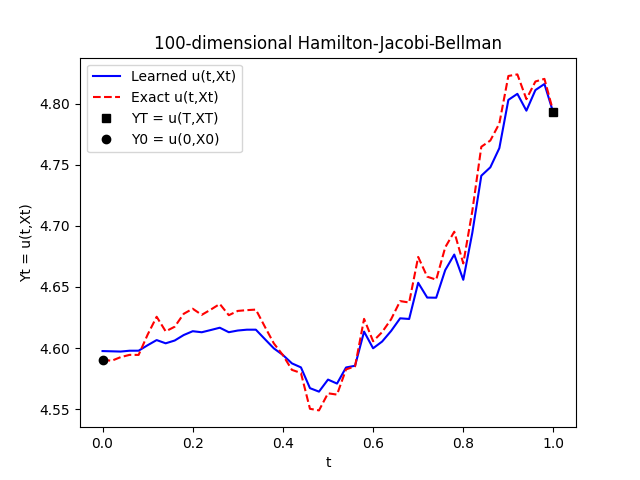 100-dimensional Hamilton-Jacobi-Bellman
Learned u(t,Xt)
Exact u(t,Xt)
YT = u(T,XT)
Y0 = u(0,X0)
Yt = u(t,Xt)
4.80
4.75
4.70
4.65
4.60
4.55
0.0 0.2 0.4 0.6 0.8 1.0
t